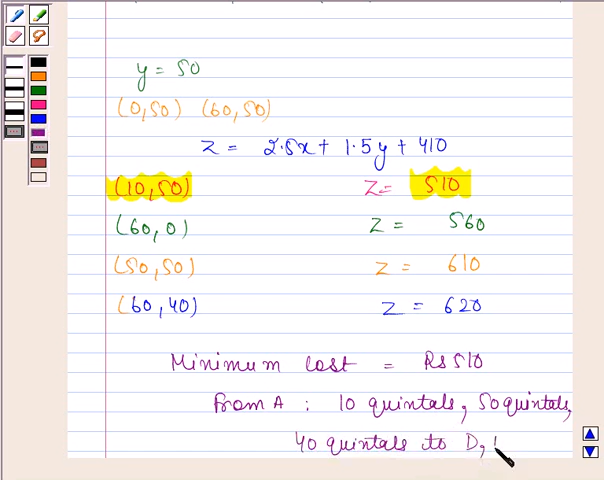 y = 50
(0,50) (60,50)
Z = 2.5x + 1.5y + 410
(10,50) Z = 510
(60,0) Z = 560
(50,50) Z = 610
(60,40) Z = 620
Minimum Cost = Rs 510
From A : 10 quintals, 50 quintals,
40 quintals to D,